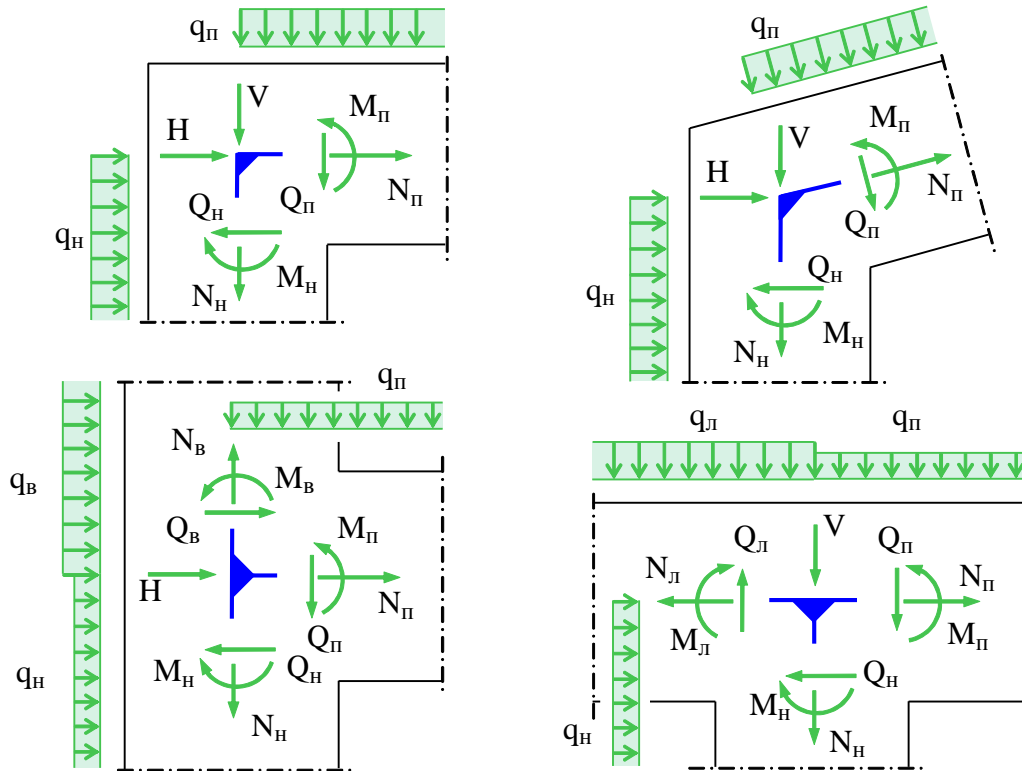 qп
V
Mп
H
Nп
Qн
Qп
qн
Mн
Nн
qп
V
Mп
H
Nп
Qп
Qн
qн
Mн
Nн
qп
Nв
Mв
qв
Qв
Mп
H
Nп
Qп
Mн
Qн
qн
Nн
qл
qп
V
Qл
Qп
Nл
Nп
Mл
Mп
Qн
Mн
qн
Nн